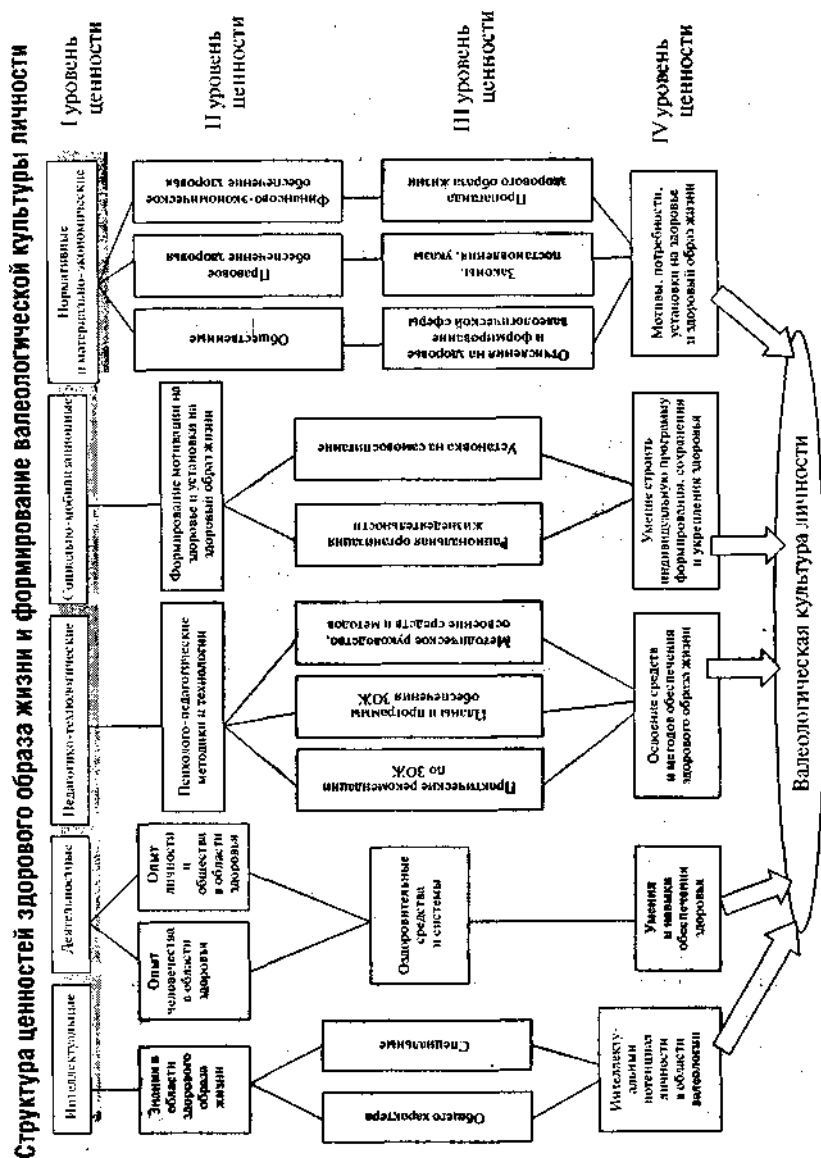 Структура ценностей здорового образа жизни и формирование валеологической культуры личности
I уровень
ценности
II уровень
ценности
III уровень
ценности
IV уровень
ценности
Интеллектуальные
Деятельностные
Педагогико-технологические
Социально-мобилизационные
Нормативные
и материально-экономические
Знания в
области
здорового
образа
жизни
Опыт
человечества
в области
здоровья
Опыт
личности
и
общества
в области
здоровья
Психолого-педагогические
методики и технологии
Формирование мотивации на
здоровье и установки на
здоровый образ жизни
Общественные
Правовое
обеспечение здоровья
Финансово-экономическое
обеспечение здоровья
Общего характера
Специальные
Оздоровительные
средства
и системы
Практические рекомендации
по ЗОЖ
Планы и программы
обеспечения ЗОЖ
Методическое руководство,
освоение средств и методов
Рациональная организация
жизнедеятельности
Установка на самовоспитание
Отчисления на здоровье
и формирование
валеологической сферы
Законы,
постановления, указы
Пропаганда
здорового образа жизни
Интеллекту-
альный
потенциал
личности
в области
валеологии
Умения
и навыки
обеспечения
здоровья
Освоение средств
и методов обеспечения
здорового образа жизни
Умение строить
индивидуальную программу
формирования, сохранения
и укрепления здоровья
Мотивы, потребности,
установки на здоровье
и здоровый образ жизни
Валеологическая культура личности